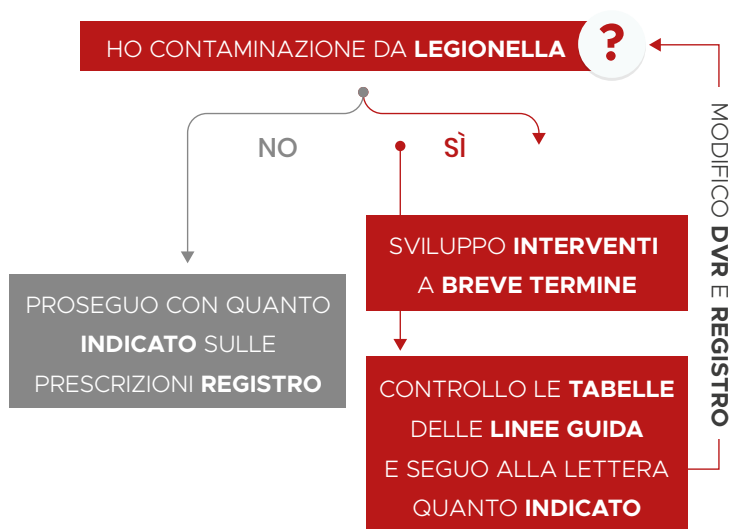 HO CONTAMINAZIONE DA LEGIONELLA ?
NO
SÌ
SVILUPPO INTERVENTI
A BREVE TERMINE
PROSEGUO CON QUANTO
INDICATO SULLE
PRESCRIZIONI REGISTRO
CONTROLLO LE TABELLE
DELLE LINEE GUIDA
E SEGUO ALLA LETTERA
QUANTO INDICATO
MODIFICO DVR E REGISTRO